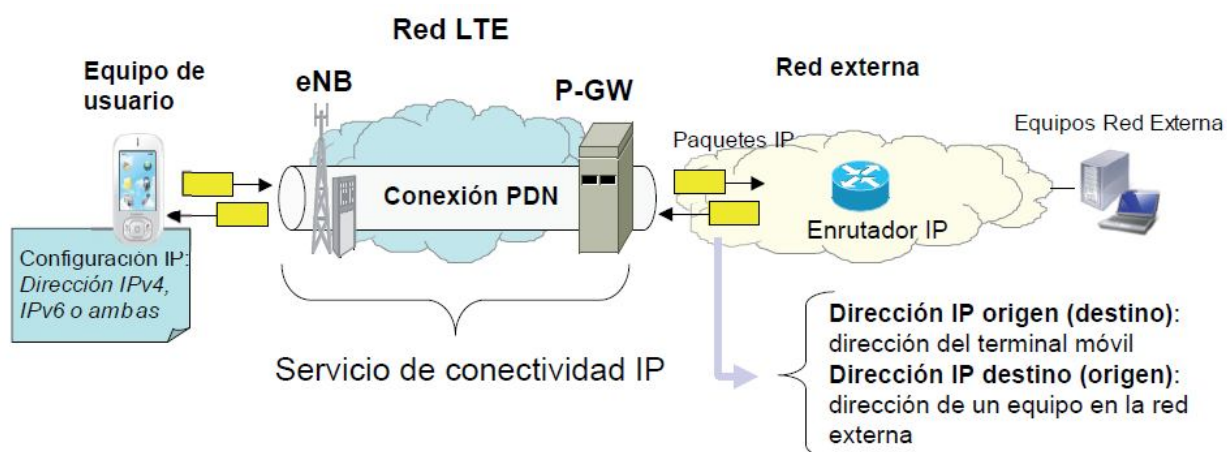 Red LTE
Equipo de
usuario
eNB
P-GW
Red externa
Paquetes IP
Equipos Red Externa
Conexión PDN
Enrutador IP
Configuración IP:
Dirección IPv4,
IPv6 o ambas
Servicio de conectividad IP
Dirección IP origen (destino):
dirección del terminal móvil
Dirección IP destino (origen):
dirección de un equipo en la red
externa